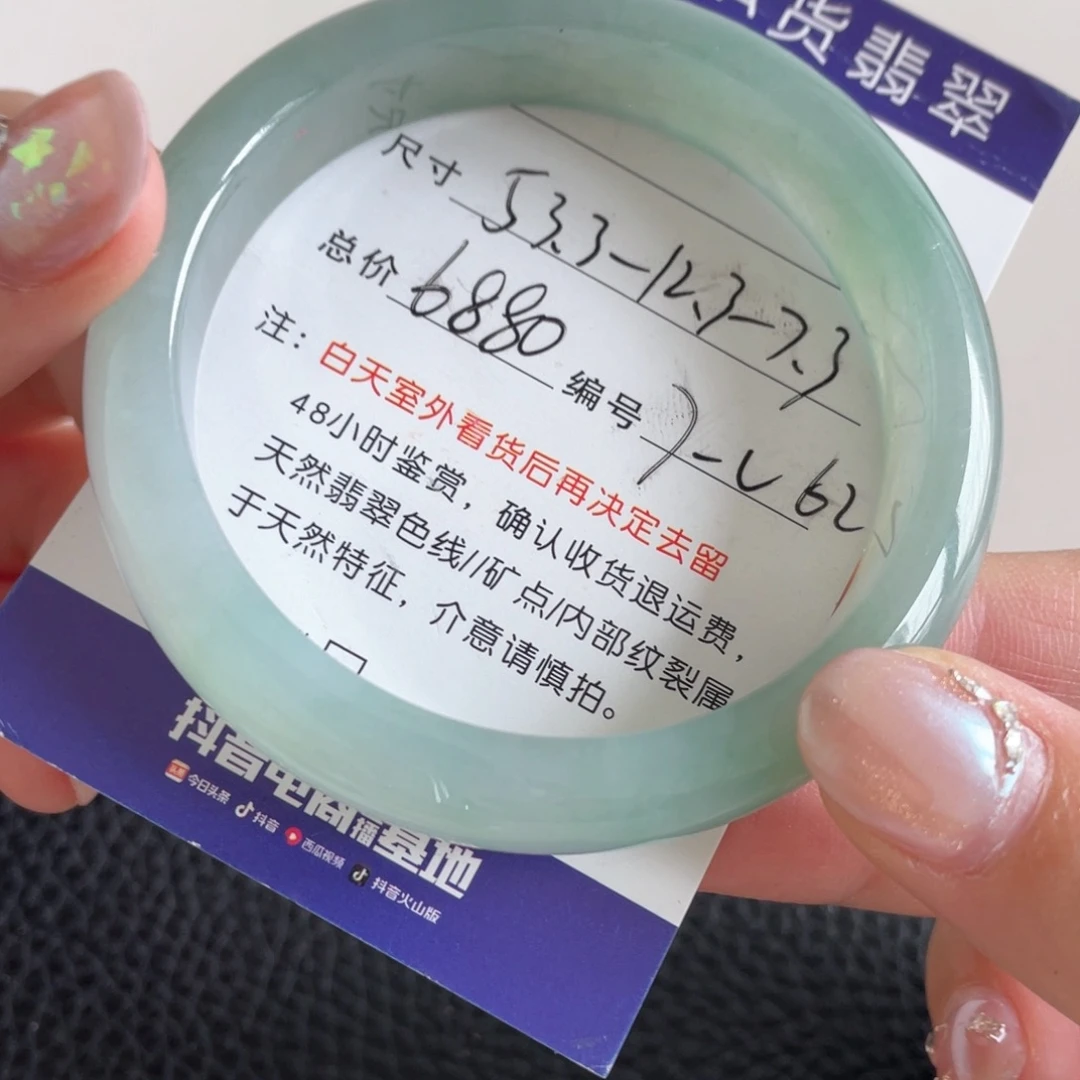 货翡翠
尺寸 53.3-12.3-7.3
总价 6880 编号 7-U62
注：白天室外看货后再决定去留
48小时鉴赏，确认收货退运费，
天然翡翠色线//矿点/内部纹裂属
于天然特征，介意请慎拍。
抖音电商直播基地
今日头条 抖音 西瓜视频 抖音火山版